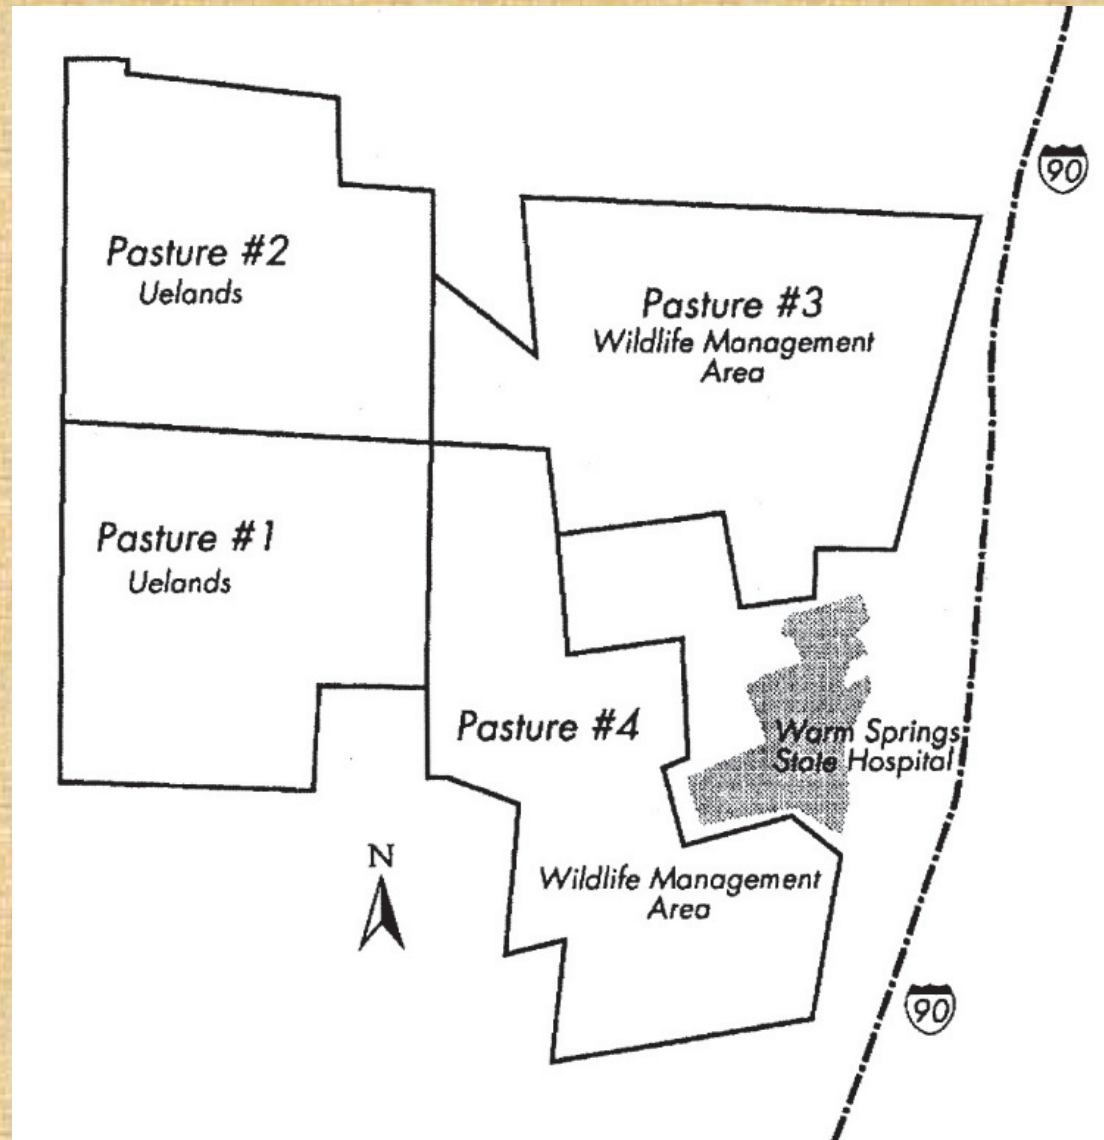 90
Pasture #2
Uelands
Pasture #3
Wildlife Management
Area
Pasture #1
Uelands
Pasture #4
Warm Springs
State Hospital
N
Wildlife Management
Area
90